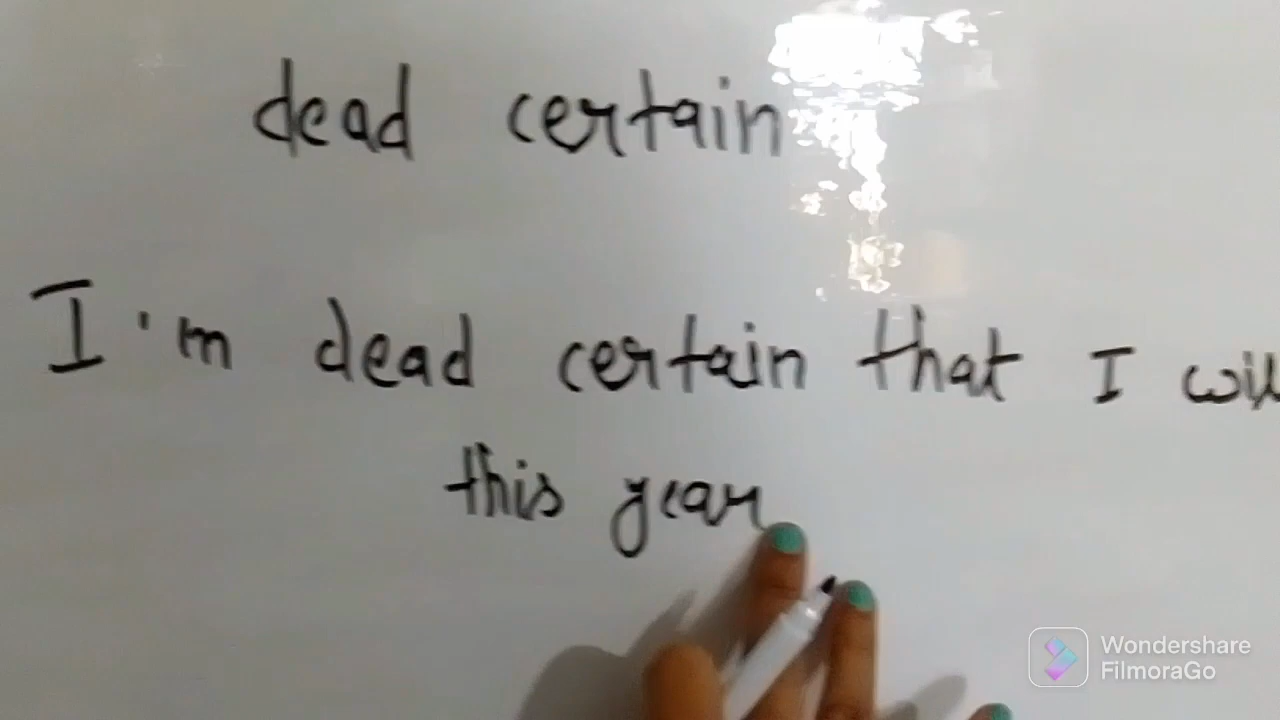 dead certain
I'm dead certain that I
this year
Wondershare
FilmoraGo